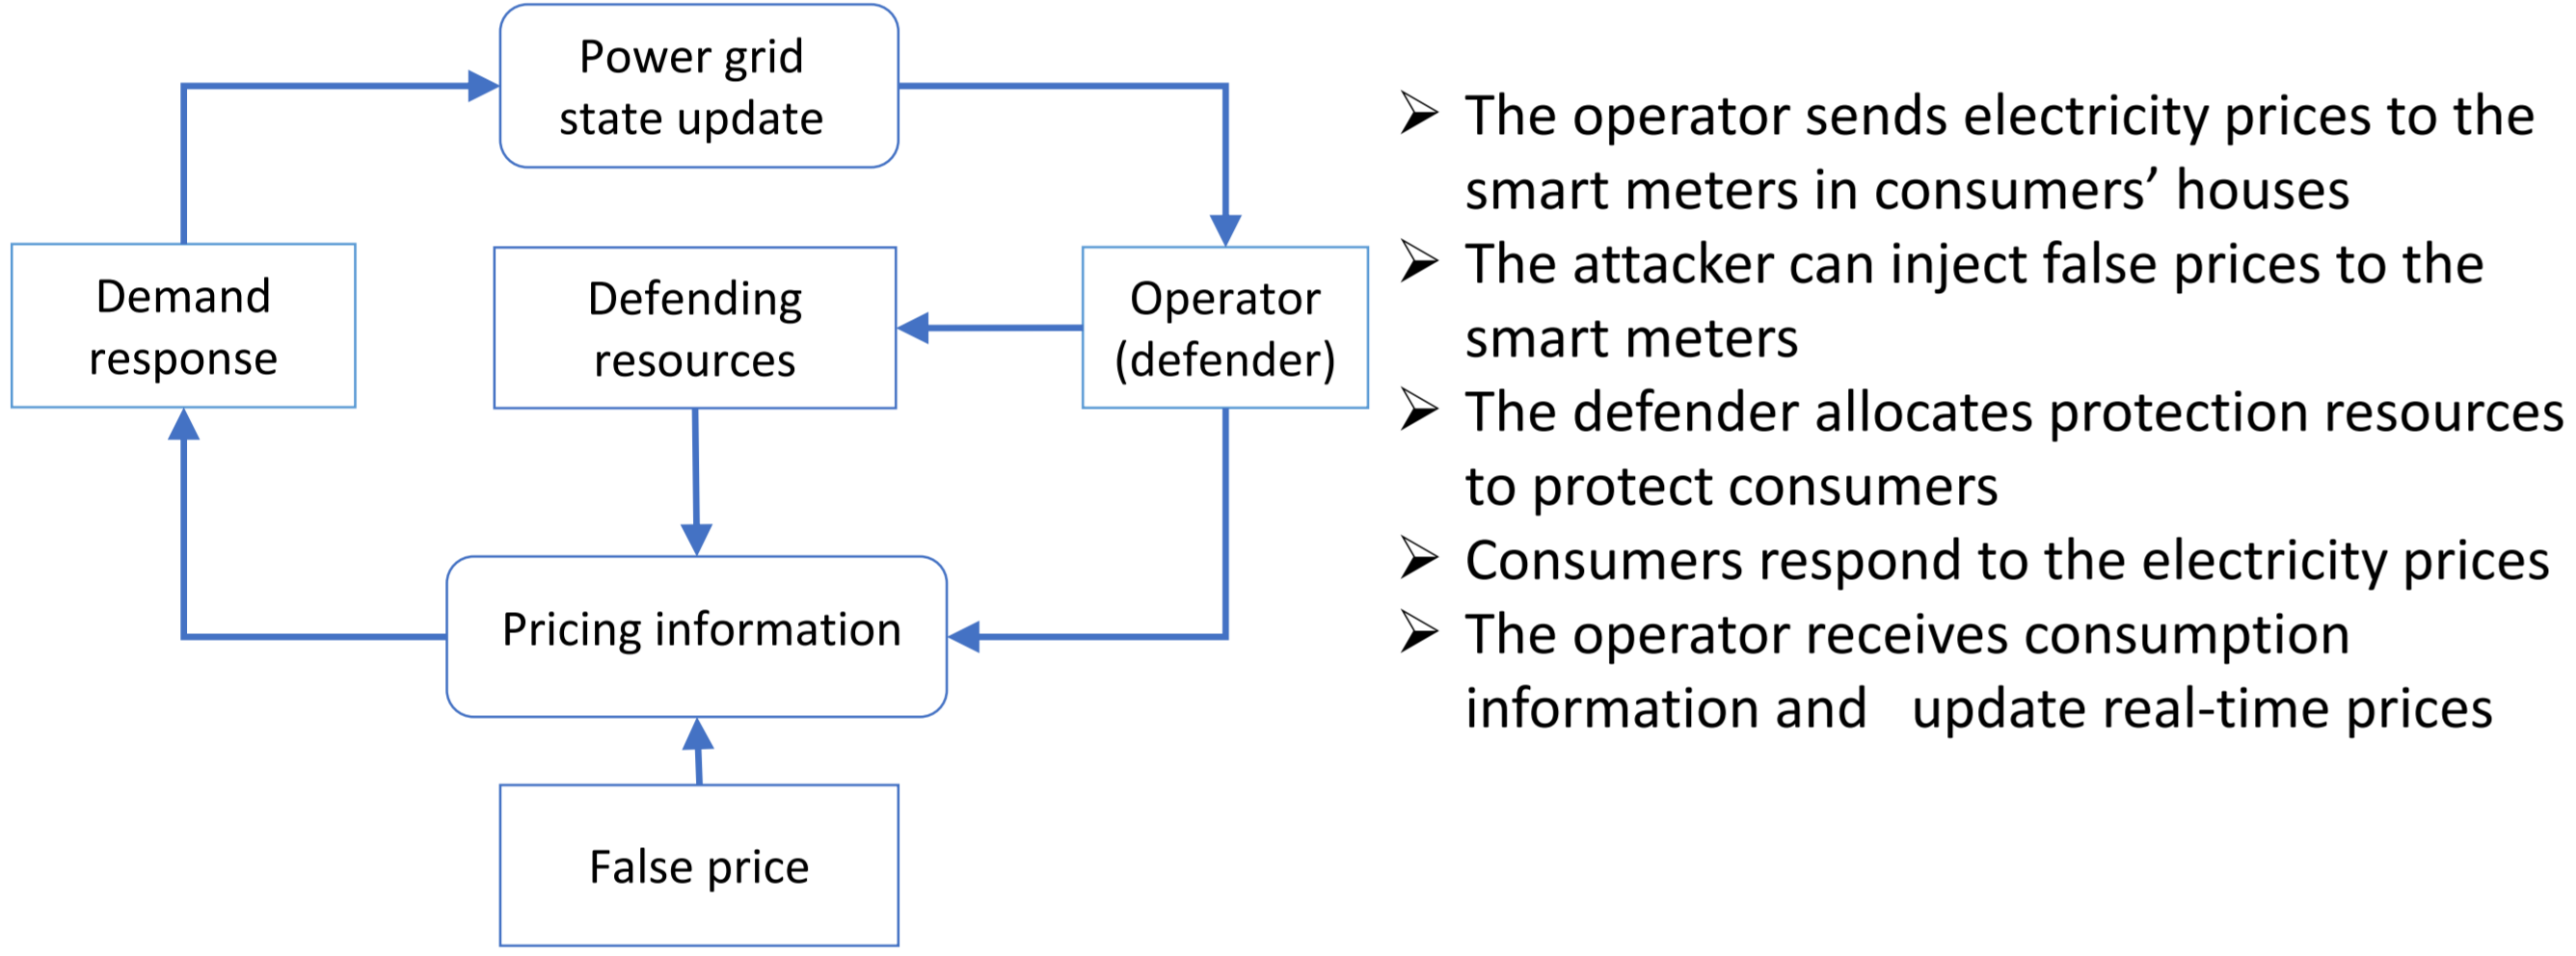 Power grid
state update
Demand
response
Defending
resources
Operator
(defender)
Pricing information
False price
➢ The operator sends electricity prices to the
smart meters in consumers’ houses
➢ The attacker can inject false prices to the
smart meters
➢ The defender allocates protection resources
to protect consumers
➢ Consumers respond to the electricity prices
➢ The operator receives consumption
information and   update real-time prices